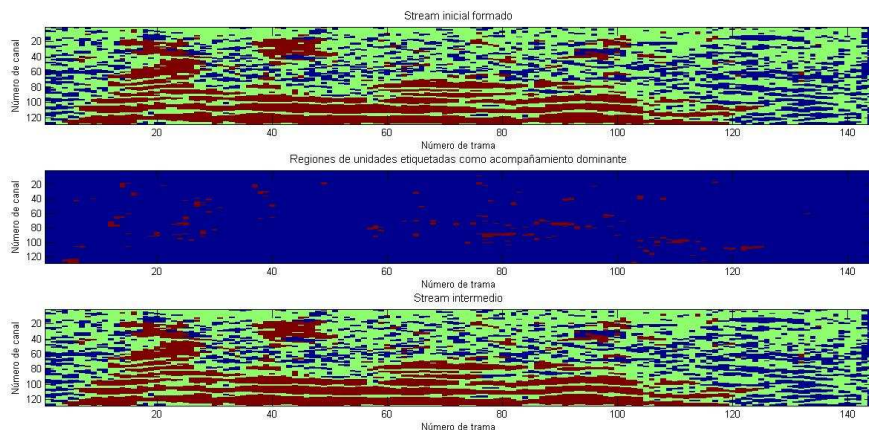 Stream inicial formado
Número de canal
20
40
60
80
100
120
20 40 60 80 100 120 140
Número de trama
Regiones de unidades etiquetadas como acompañamiento dominante
Número de canal
20
40
60
80
100
120
20 40 60 80 100 120 140
Número de trama
Stream intermedio
Número de canal
20
40
60
80
100
120
20 40 60 80 100 120 140
Número de trama